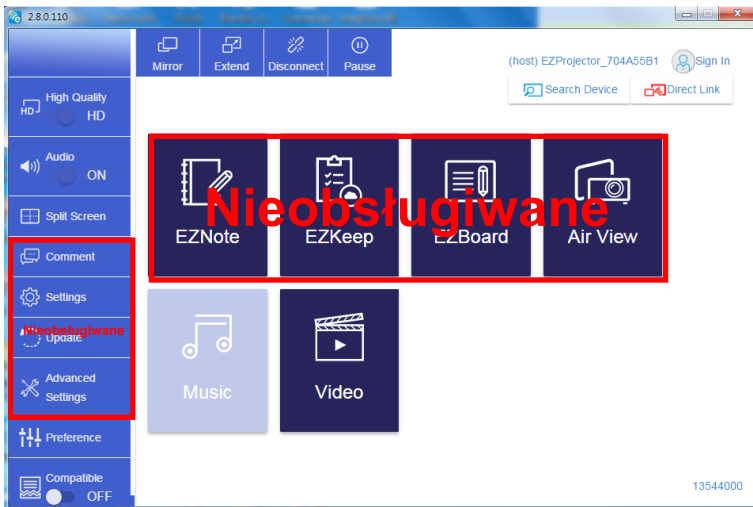 2.8.0.110
Mirror Extend Disconnect Pause
(host) EZProjector_704A55B1 Sign In
Search Device Direct Link
High Quality
HD HD
Audio
ON
Split Screen
Comment
Settings
Nieobsługiwane
Update
Advanced
Settings
Preference
Compatible
OFF
Nieobsługiwane
EZNote EZKeep EZBoard Air View
Music Video
13544000